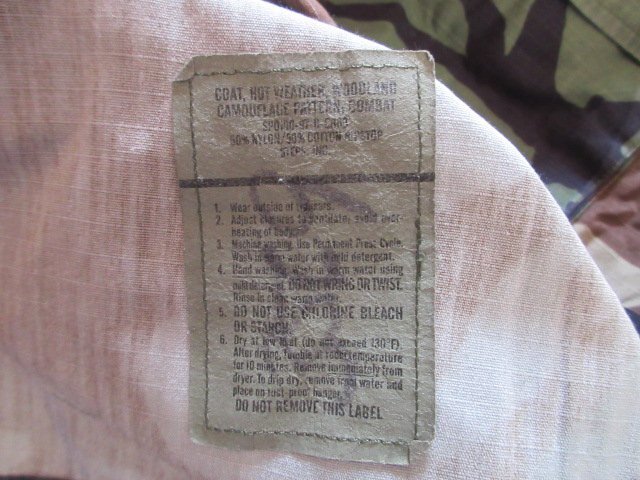 COAT, HOT WEATHER, WOODLAND
CAMOUFLAGE PATTERN, COMBAT
50% NYLON/50% COTTON RIPSTOP
STEPS, INC.
1. Wear outside of trousers.
2. Adjust closures to ventilate; avoid over-
heating of body.
3. Machine washing. Use Permanent Press Cycle.
Wash in warm water with mild detergent.
4. Hand washing. Wash in warm water using
mild detergent. DO NOT WRING OR TWIST.
Rinse in clean, warm water.
5. DO NOT USE CHLORINE BLEACH
OR STARCH.
6. Dry at low heat (do not exceed 130°F).
After drying, tumble at room temperature
for 10 minutes. Remove immediately from
dryer. To drip dry, remove from water and
place on rust-proof hanger.
DO NOT REMOVE THIS LABEL